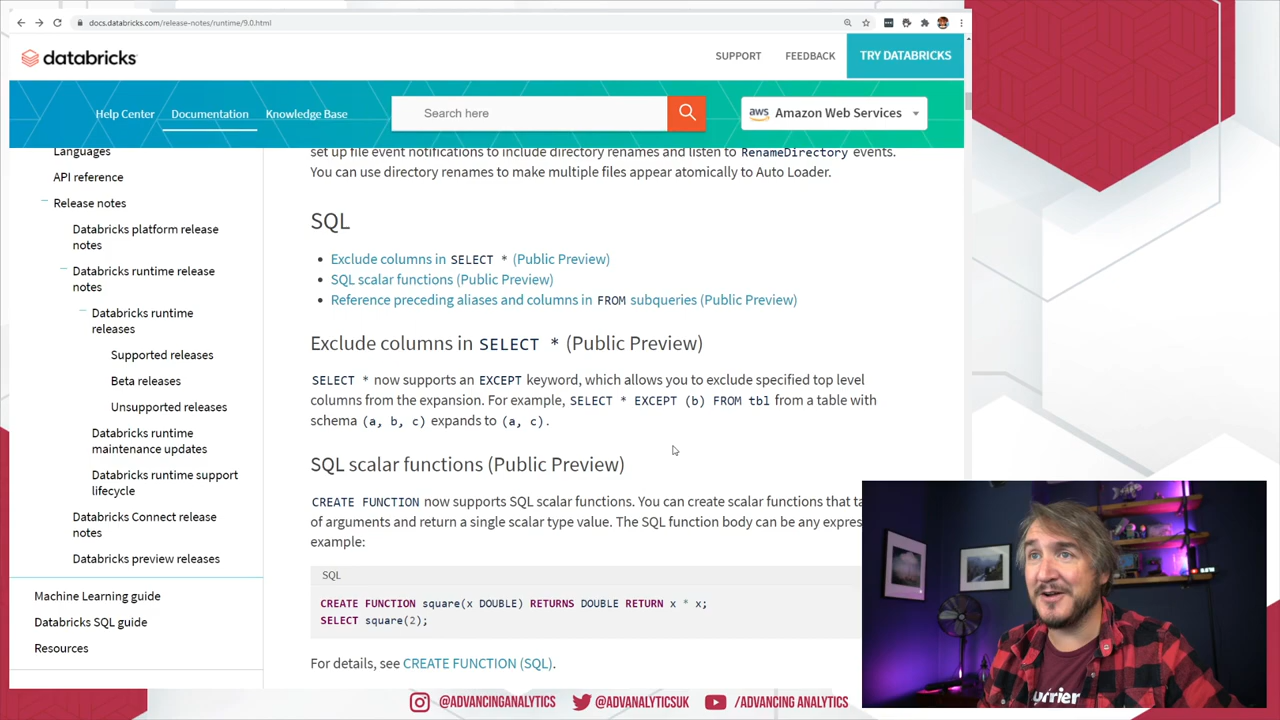 docs.databricks.com/release-notes/runtime/9.0.html
databricks
SUPPORT
FEEDBACK
TRY DATABRICKS
Help Center
Documentation
Knowledge Base
Search here
aws Amazon Web Services
Languages
API reference
Release notes
Databricks platform release
notes
Databricks runtime release
notes
Databricks runtime
releases
Supported releases
Beta releases
Unsupported releases
Databricks runtime
maintenance updates
Databricks runtime support
lifecycle
Databricks Connect release
notes
Databricks preview releases
Machine Learning guide
Databricks SQL guide
Resources
set up file event notifications to include directory renames and listen to RenameDirectory events.
You can use directory renames to make multiple files appear atomically to Auto Loader.
SQL
Exclude columns in SELECT * (Public Preview)
SQL scalar functions (Public Preview)
Reference preceding aliases and columns in FROM subqueries (Public Preview)
Exclude columns in SELECT * (Public Preview)
SELECT * now supports an EXCEPT keyword, which allows you to exclude specified top level
columns from the expansion. For example, SELECT * EXCEPT (b) FROM tbl from a table with
schema (a, b, c) expands to (a, c).
SQL scalar functions (Public Preview)
CREATE FUNCTION now supports SQL scalar functions. You can create scalar functions that ta
of arguments and return a single scalar type value. The SQL function body can be any expres
example:
SQL
CREATE FUNCTION square(x DOUBLE) RETURNS DOUBLE RETURN x * x;
SELECT square(2);
For details, see CREATE FUNCTION (SQL).
@ADVANCINGANALYTICS
@ADVANALYTICSUK
/ADVANCING ANALYTICS